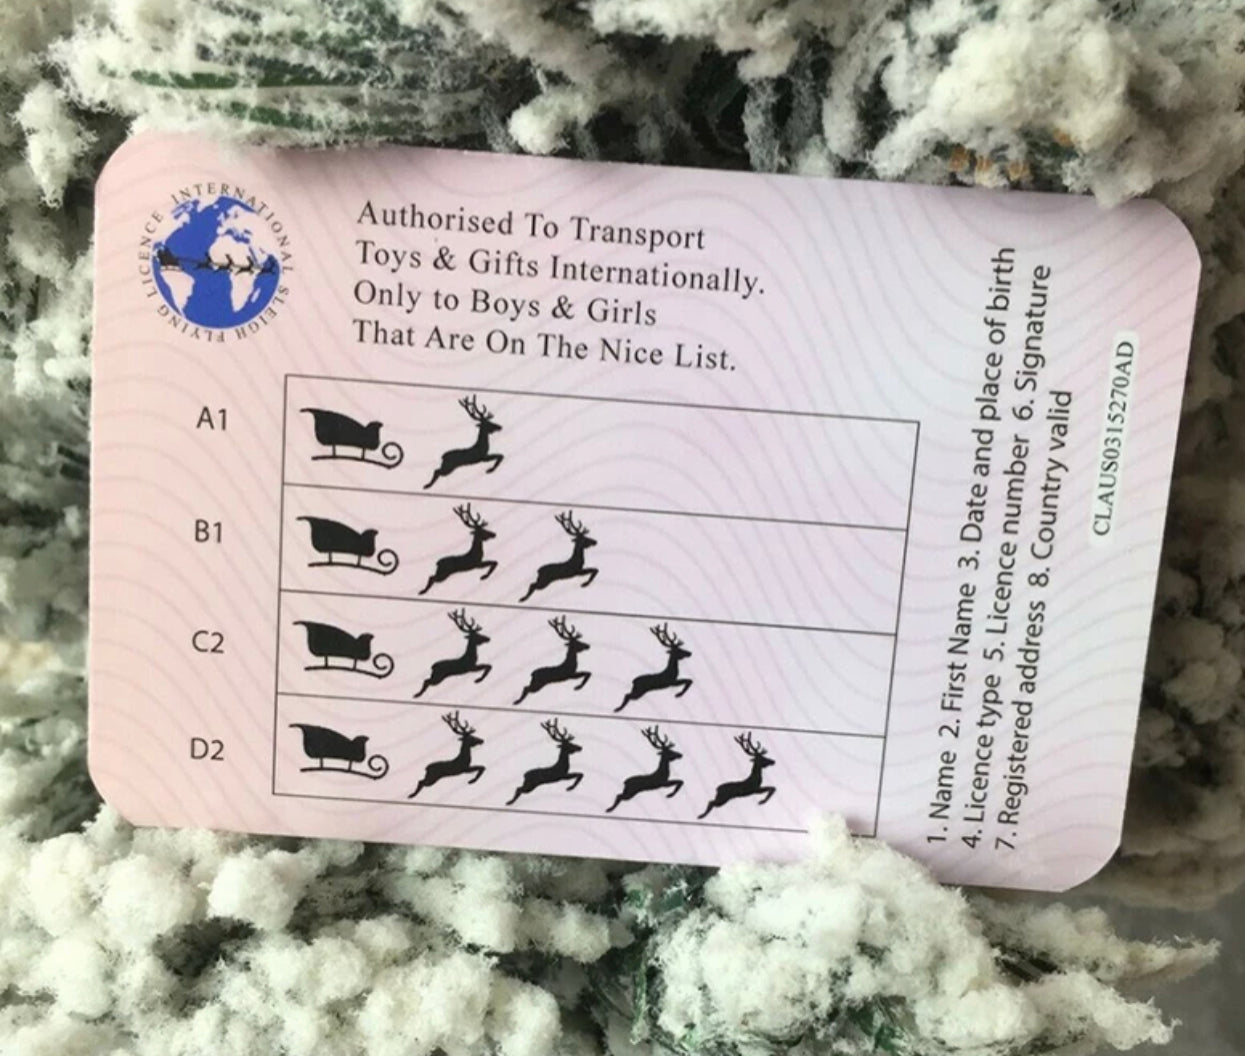 INTERNATIONAL SLEIGH FLYING LICENCE
Authorised To Transport
Toys & Gifts Internationally.
Only to Boys & Girls
That Are On The Nice List.
A1
B1
C2
D2
1. Name 2. First Name 3. Date and place of birth
4. Licence type 5. Licence number 6. Signature
7. Registered address 8. Country valid
CLAUS0315270AD